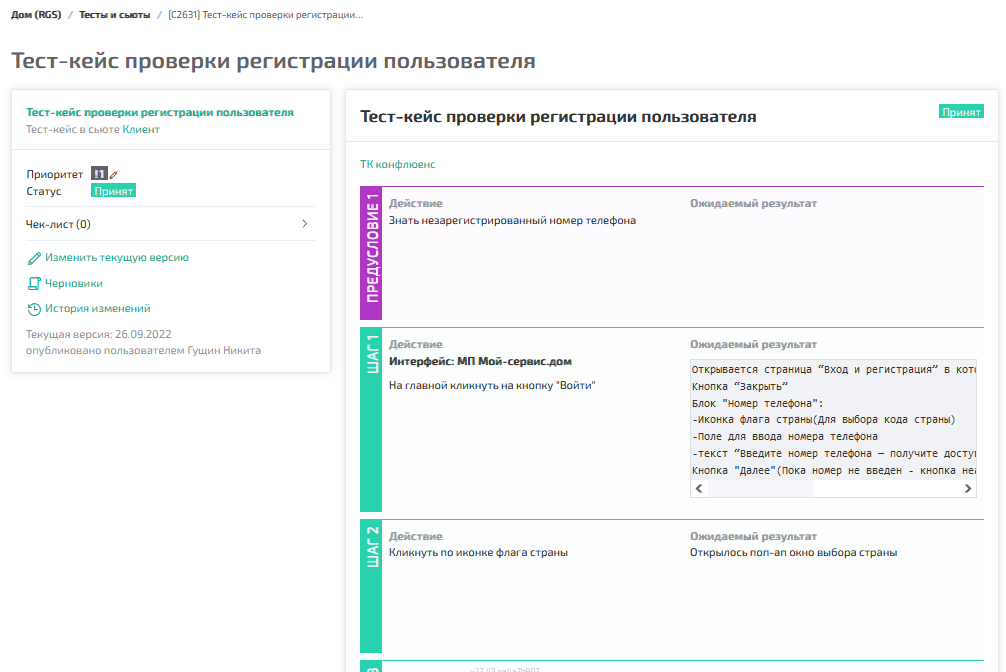 Дом (RGS) / Тесты и сьюты / [C2631] Тест-кейс проверки регистрации...
Тест-кейс проверки регистрации пользователя
Тест-кейс проверки регистрации пользователя
Тест-кейс в сьюте Клиент
Приоритет !1
Статус Принят
Чек-лист (0)
Изменить текущую версию
Черновики
История изменений
Текущая версия: 26.09.2022
опубликовано пользователем Гущин Никита
Тест-кейс проверки регистрации пользователя
Принят
ТК конфлюенс
ПРЕДУСЛОВИЕ 1
Действие
Знать незарегистрированный номер телефона
Ожидаемый результат
ШАГ 1
Действие
Интерфейс: МП Мой-сервис.дом
На главной кликнуть на кнопку "Войти"
Ожидаемый результат
Открывается страница “Вход и регистрация” в
Кнопка “Закрыть”
Блок "Номер телефона":
-Иконка флага страны(Для выбора кода страны)
-Поле для ввода номера телефона
-текст “Введите номер телефона – получите
Кнопка "Далее"(Пока номер не введен - кнопка
ШАГ 2
Действие
Кликнуть по иконке флага страны
Ожидаемый результат
Открылось поп-ап окно выбора страны